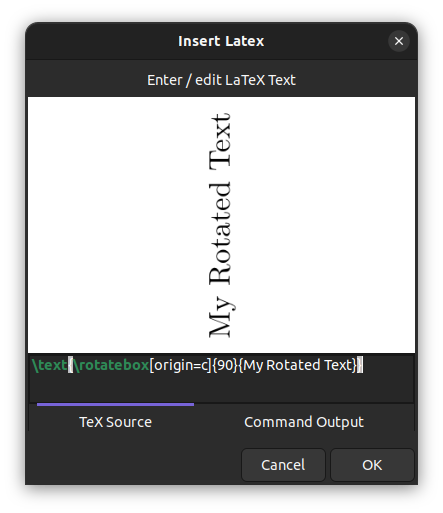 Insert Latex
Enter / edit LaTeX Text
My Rotated Text
\text{\rotatebox[origin=c]{90}{My Rotated Text}}
TeX Source
Command Output
Cancel
OK